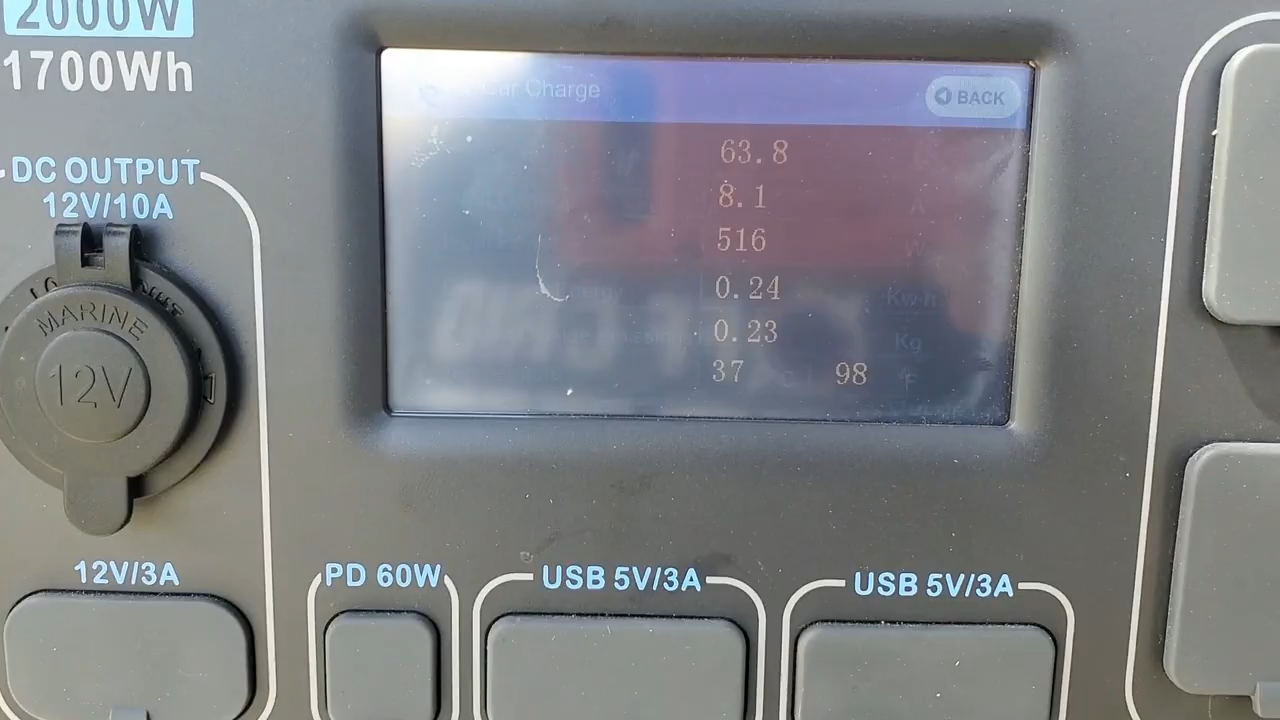 2000W
1700Wh
Car Charge
BACK
63.8
8.1 A
516 W
0.24 Kw·h
0.23 Kg
37 C 98 °F
DC OUTPUT
12V/10A
MARINE
12V
12V/3A
PD 60W
USB 5V/3A
USB 5V/3A